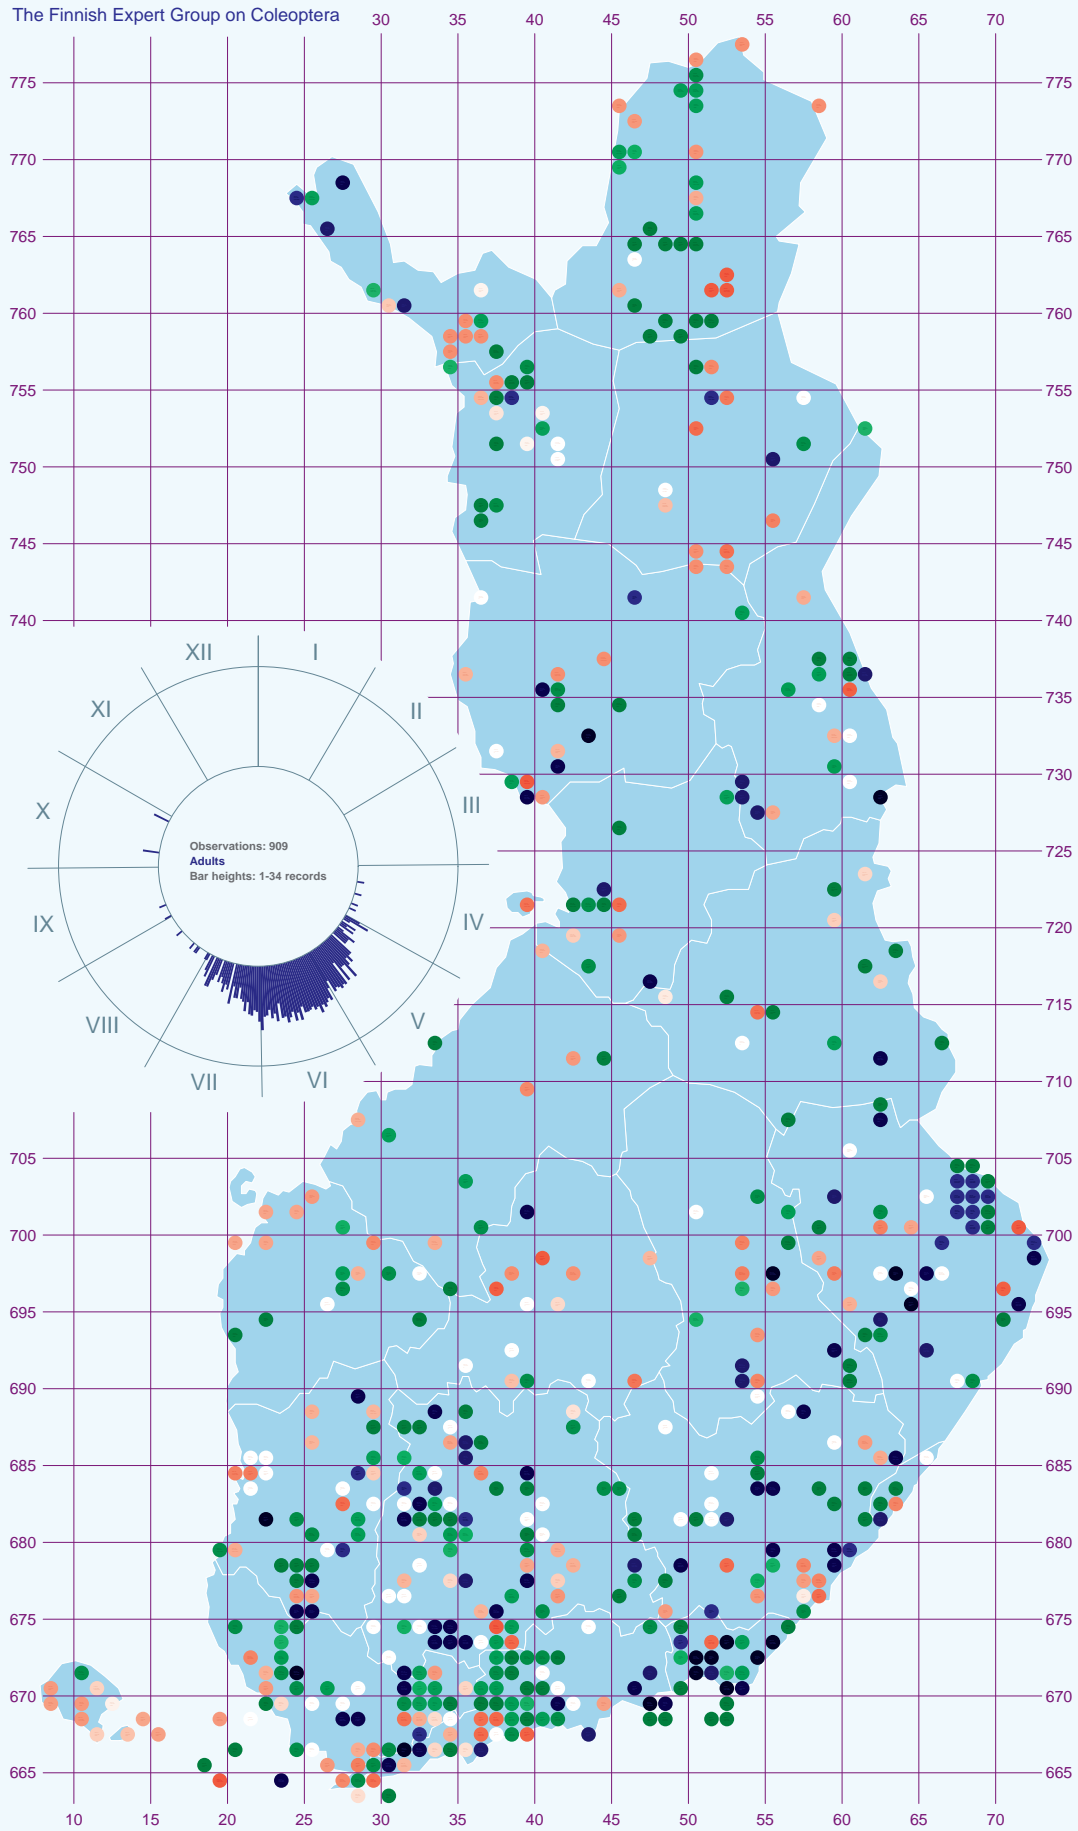 The Finnish Expert Group on Coleoptera
30 40 45 50 55 60 65 70
775 775
770 770
765 765
760 760
755 755
750 750
745 745
740 740
XII I
XI II
735
730
X III
Observations: 909
Adults
Bar heights: 1-34 records
725 725
IX IV
720 720
VIII V
715 715
VII VI
710 710
705 705
700 700
695 695
690 690
685 685
680 680
675 675
670 670
665 665
10 15 20 25 30 35 40 45 50 55 60 65 70